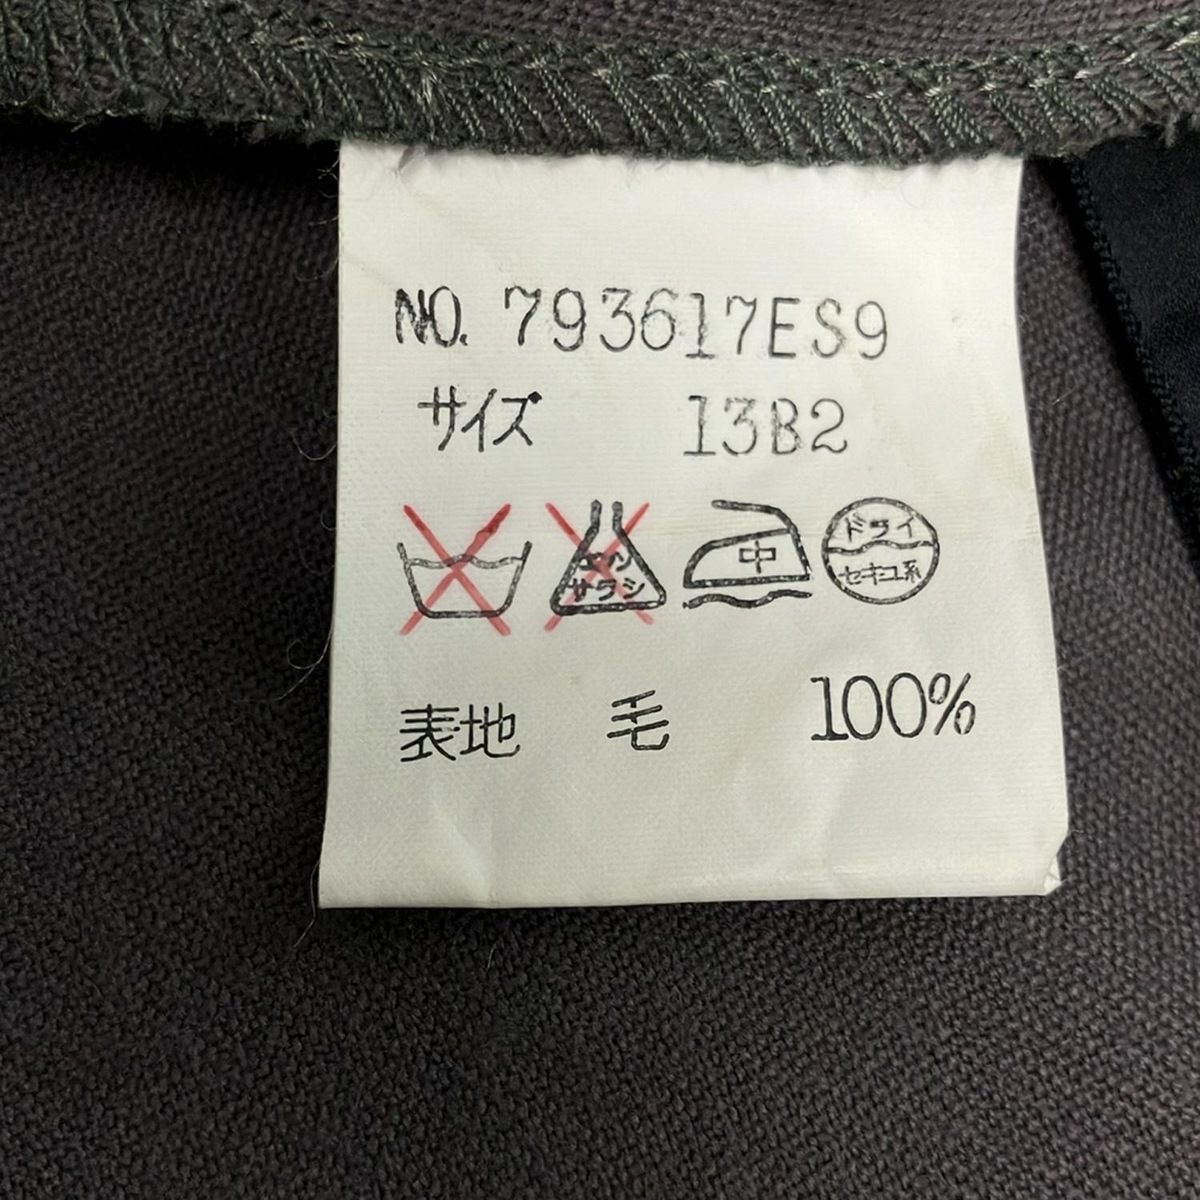 NO. 793617ES9
サイズ 13B2
エンソサラシ 中 ドライ セキユ系
表地 毛 100%